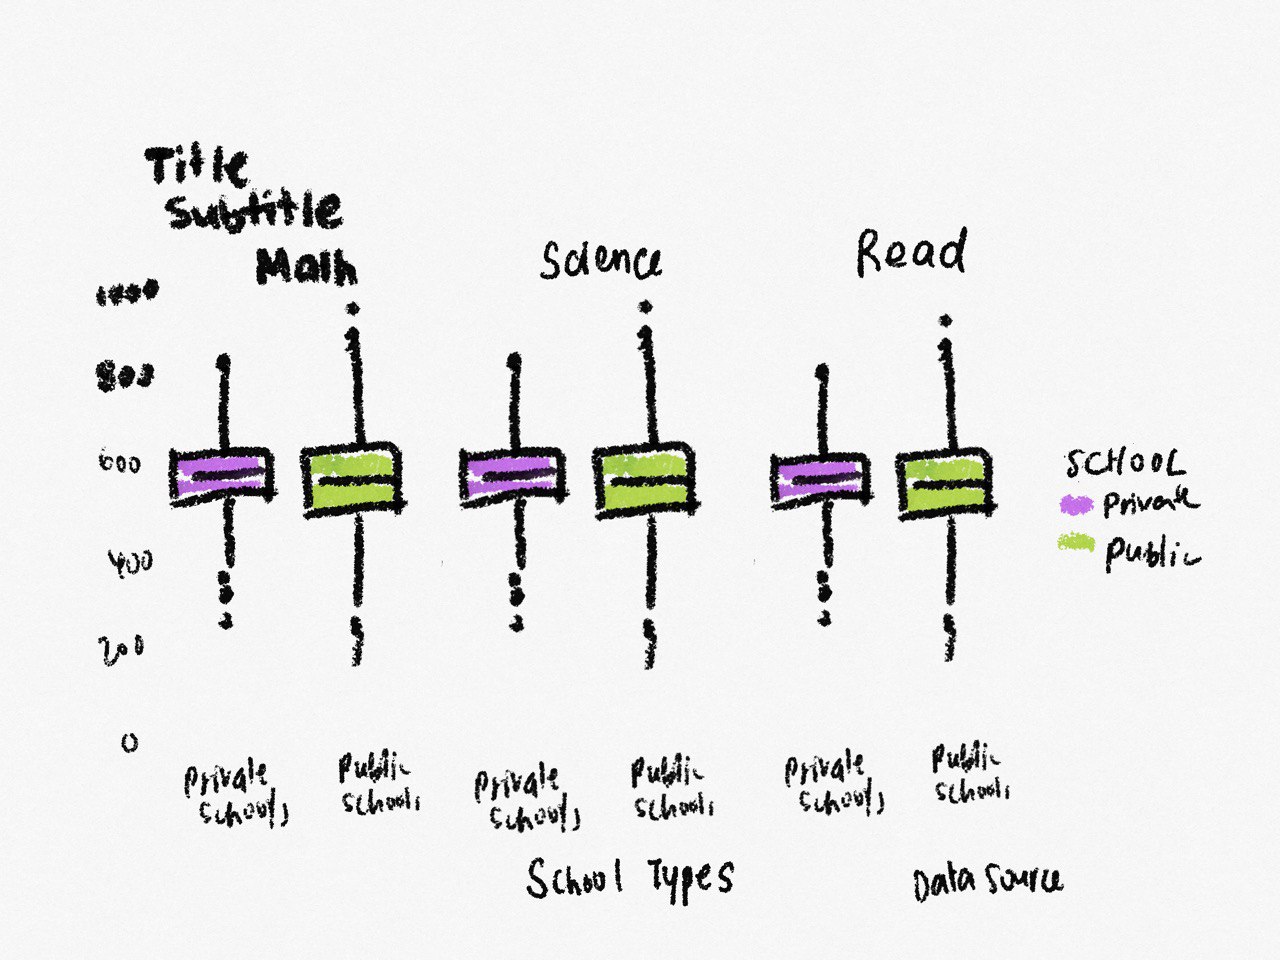 Title
Subtitle
Math
Science
Read
1000
800
600
400
200
0
SCHOOL
Private
Public
Private
Schools
Public
Schools
Private
Schools
Public
Schools
Private
Schools
Public
Schools
School Types
Data Source